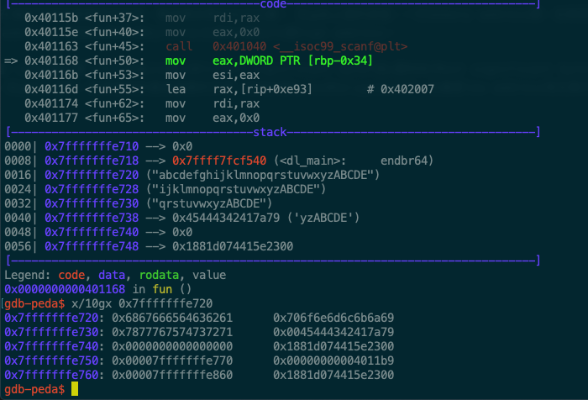 [------------------------------------code------------------------------------]
0x40115b <fun+37>: mov rdi,rax
0x40115e <fun+40>: mov eax,0x0
0x401163 <fun+45>: call 0x401040 <__isoc99_scanf@plt>
=> 0x401168 <fun+50>: mov eax,DWORD PTR [rbp-0x34]
0x40116b <fun+53>: mov esi,eax
0x40116d <fun+55>: lea rax,[rip+0xe93] # 0x402007
0x401174 <fun+62>: mov rdi,rax
0x401177 <fun+65>: mov eax,0x0
[------------------------------------stack------------------------------------]
0000| 0x7fffffffe710 --> 0x0
0008| 0x7fffffffe718 --> 0x7ffff7fcf540 (<dl_main>: endbr64)
0016| 0x7fffffffe720 ("abcdefghijklmnopqrstuvwxyzABCDE")
0024| 0x7fffffffe728 ("ijklmnopqrstuvwxyzABCDE")
0032| 0x7fffffffe730 ("qrstuvwxyzABCDE")
0040| 0x7fffffffe738 --> 0x45444342417a79 ('yzABCDE')
0048| 0x7fffffffe740 --> 0x0
0056| 0x7fffffffe748 --> 0x1881d074415e2300
[------------------------------------------------------------------------------]
Legend: code, data, rodata, value
0x0000000000401168 in fun ()
gdb-peda$ x/10gx 0x7fffffffe720
0x7fffffffe720: 0x6867666564636261 0x706f6e6d6c6b6a69
0x7fffffffe730: 0x7877767574737271 0x0045444342417a79
0x7fffffffe740: 0x0000000000000000 0x1881d074415e2300
0x7fffffffe750: 0x00007fffffffe770 0x00000000004011b9
0x7fffffffe760: 0x00007fffffffe860 0x1881d074415e2300
gdb-peda$